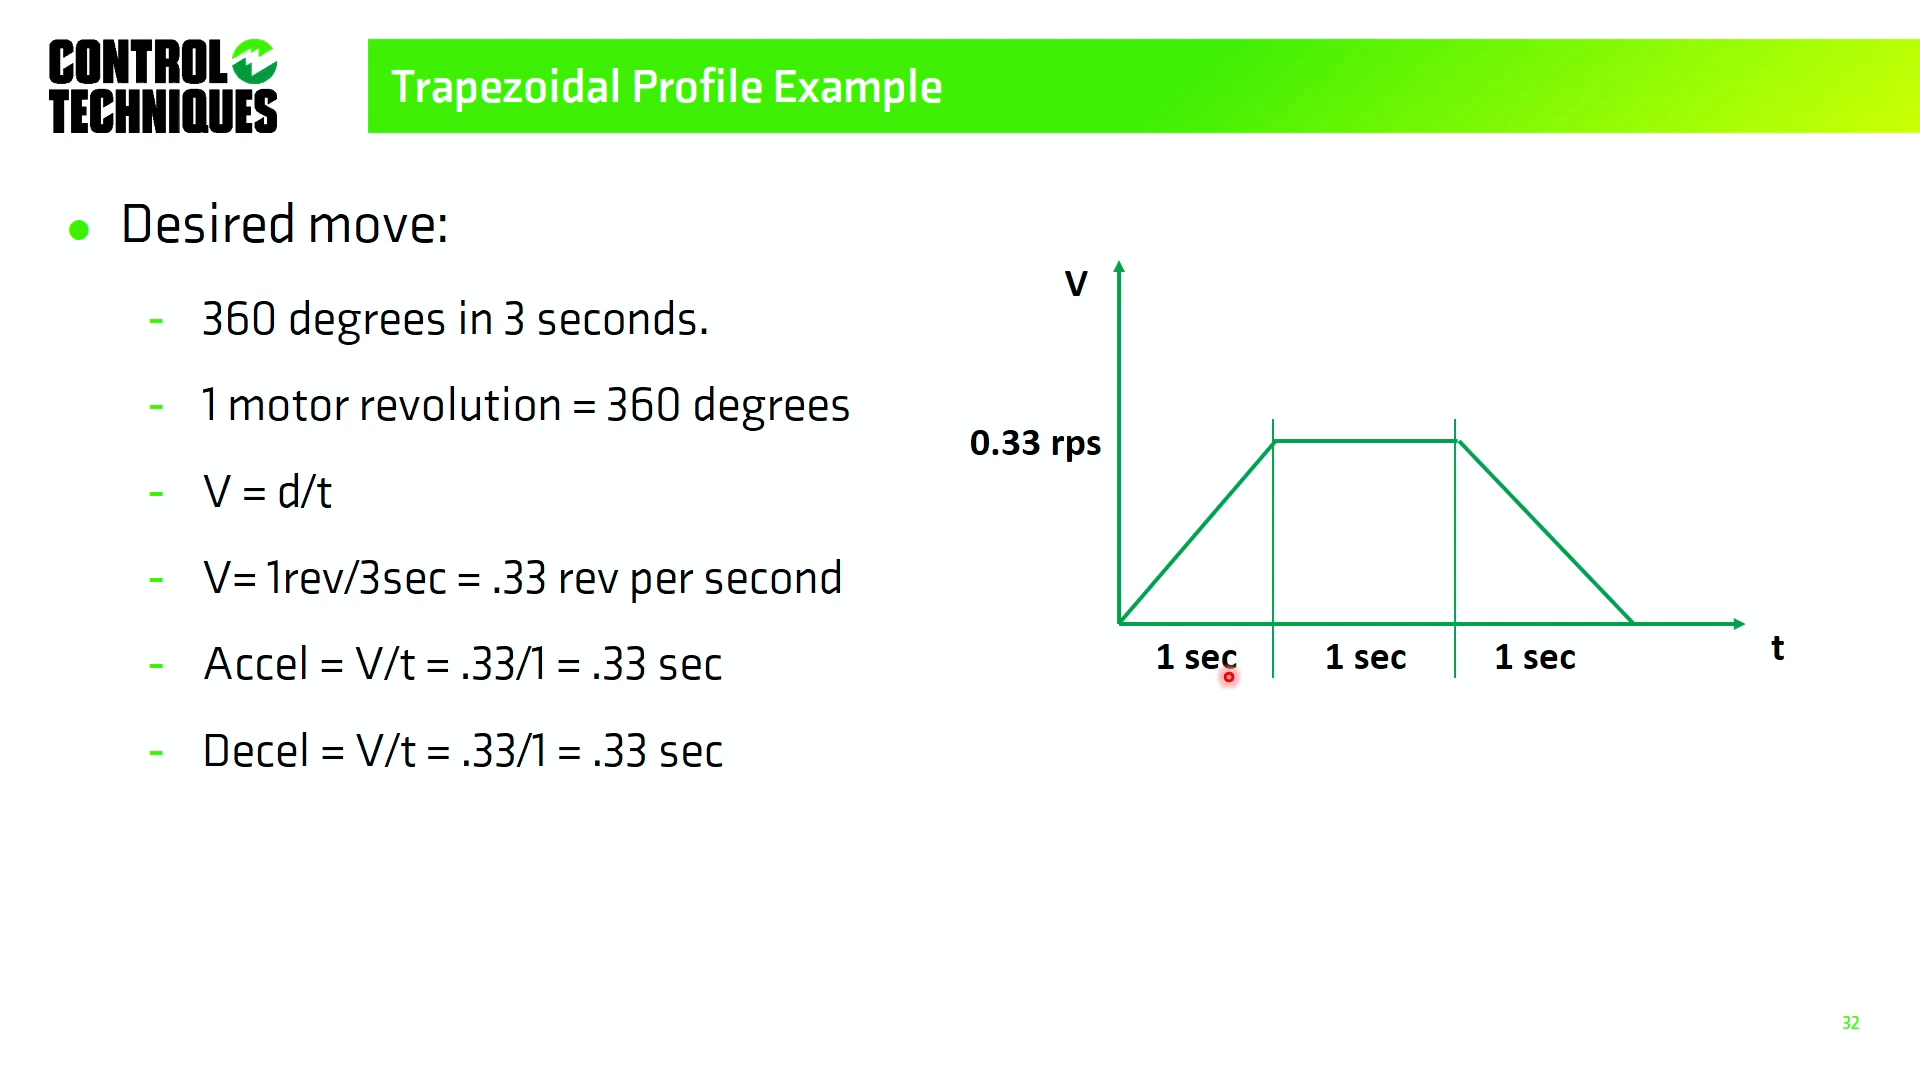 CONTROL
TECHNIQUES
Trapezoidal Profile Example
Desired move:
- 360 degrees in 3 seconds.
- 1 motor revolution = 360 degrees
- V = d/t
- V= 1rev/3sec = .33 rev per second
- Accel = V/t = .33/1 = .33 sec
- Decel = V/t = .33/1 = .33 sec
V
0.33 rps
1 sec 1 sec 1 sec
t
32